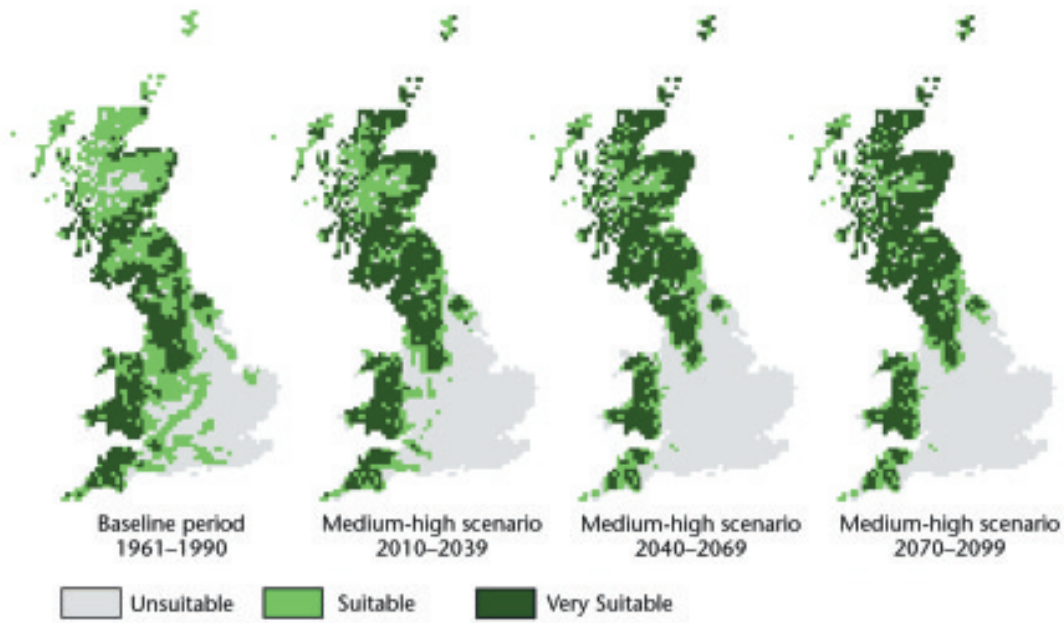 Baseline period
1961–1990
Medium-high scenario
2010–2039
Medium-high scenario
2040–2069
Medium-high scenario
2070–2099
Unsuitable
Suitable
Very Suitable